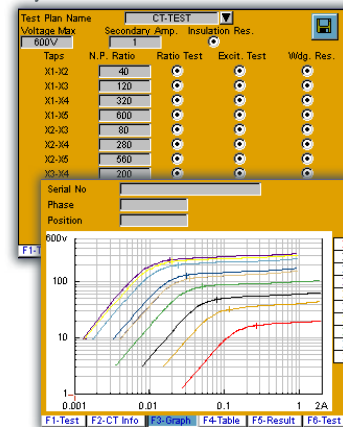 Test Plan Name CT-TEST
Voltage Max Secondary Amp. Insulation Res.
600V 1
Taps N.P. Ratio Ratio Test Excit. Test Wdg. Res.
X1-X2 40
X1-X3 120
X1-X4 320
X1-X5 600
X2-X3 80
X2-X4 280
X2-X5 560
X3-X4 200
Serial No
Phase
Position
600v
100
10
1
0.001 0.01 0.1 1 2A
F1-Test F2-CT Info F3-Graph F4-Table F5-Result F6-Test